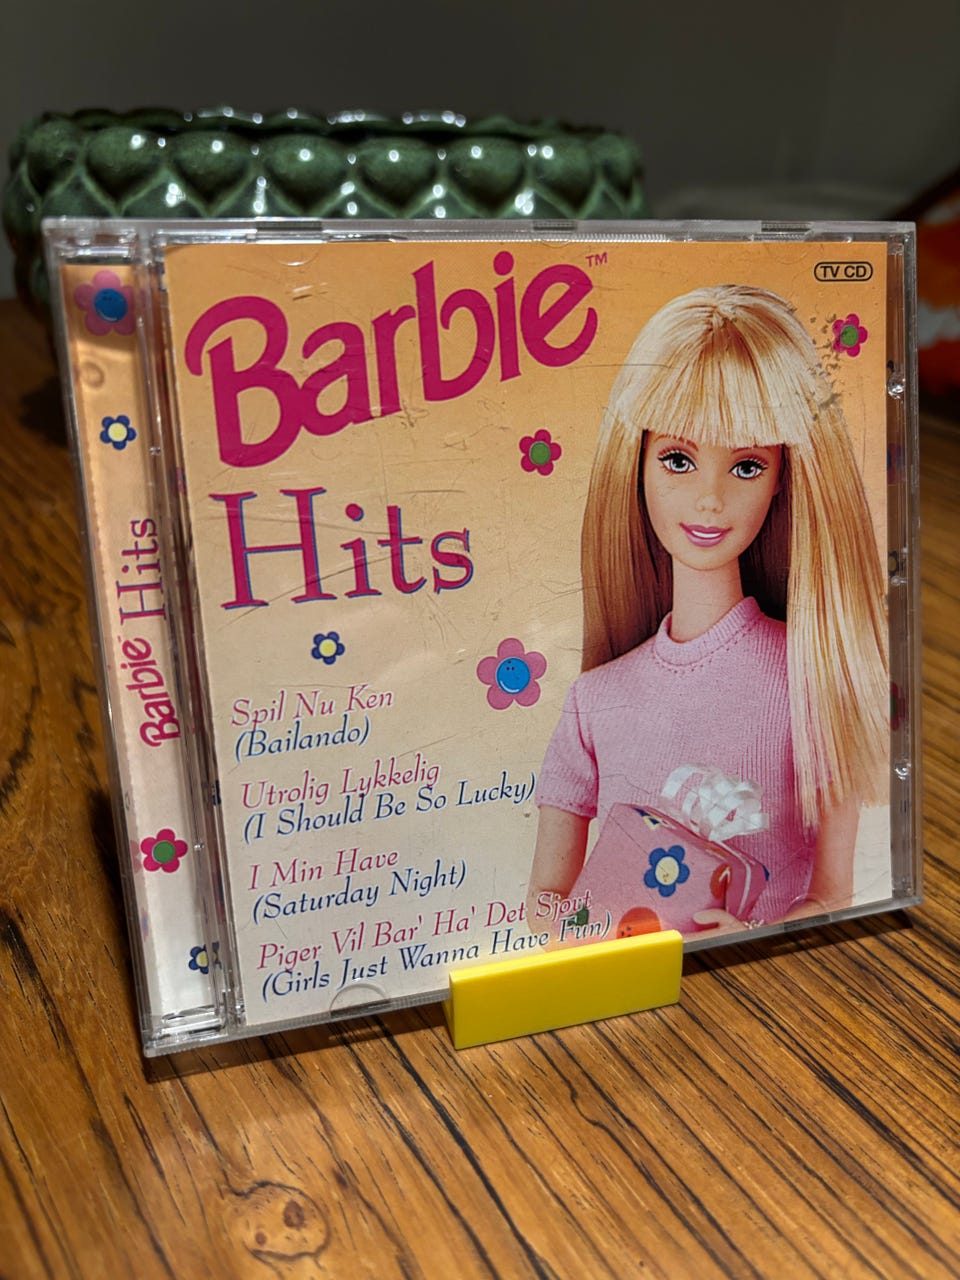 Barbie™
TV CD
Hits
Spil Nu Ken
(Bailando)
Utrolig Lykkelig
(I Should Be So Lucky)
I Min Have
(Saturday Night)
Piger Vil Bar' Ha' Det Sjovt
(Girls Just Wanna Have Fun)
Barbie™ Hits